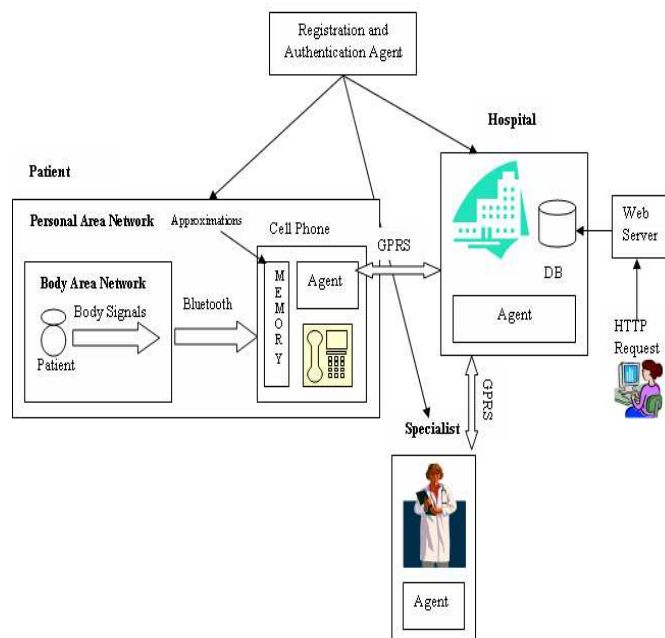 Registration and
Authentication Agent
Hospital
Patient
Personal Area Network
Approximations
Cell Phone
GPRS
Web
Server
MEMORY
Agent
DB
Body Area Network
Body Signals
Bluetooth
Patient
Agent
HTTP
Request
GPRS
Specialist
Agent